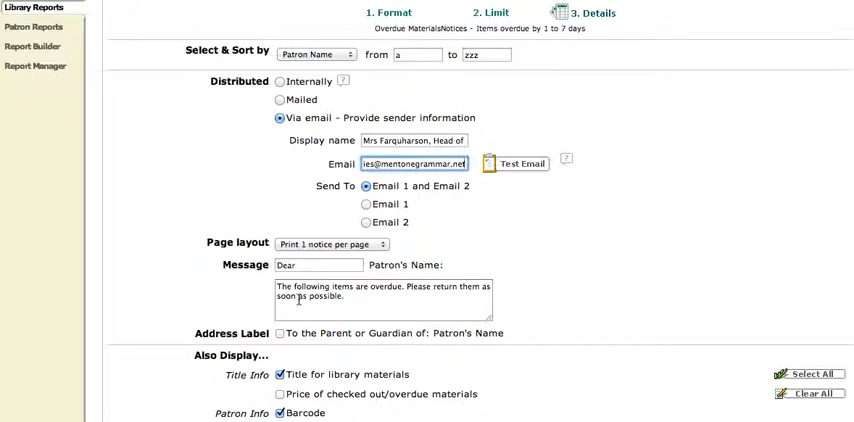 Library Reports
Patron Reports
Report Builder
Report Manager
1. Format 2. Limit 3. Details
Overdue MaterialsNotices - Items overdue by 1 to 7 days
Select & Sort by Patron Name from a to zzz
Distributed Internally ?
Mailed
Via email - Provide sender information
Display name Mrs Farquharson, Head of
Email ies@mentonegrammar.net Test Email ?
Send To Email 1 and Email 2
Email 1
Email 2
Page layout Print 1 notice per page
Message Dear Patron's Name:
The following items are overdue. Please return them as
soon as possible.
Address Label To the Parent or Guardian of: Patron's Name
Also Display...
Title Info Title for library materials Select All
Price of checked out/overdue materials Clear All
Patron Info Barcode